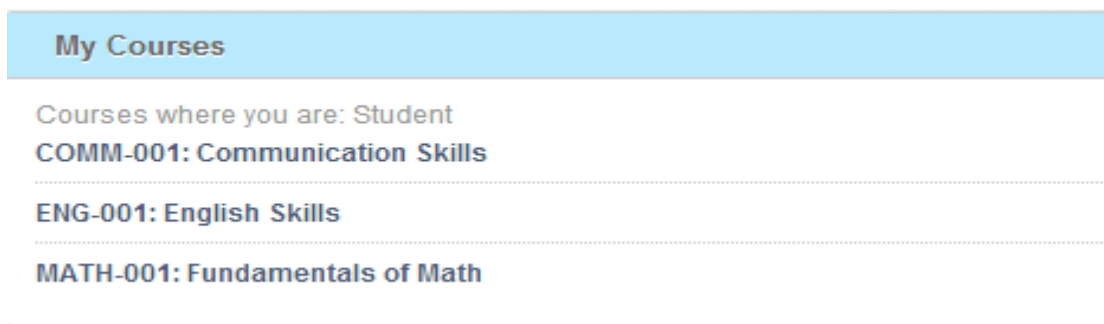 My Courses
Courses where you are: Student
COMM-001: Communication Skills
ENG-001: English Skills
MATH-001: Fundamentals of Math